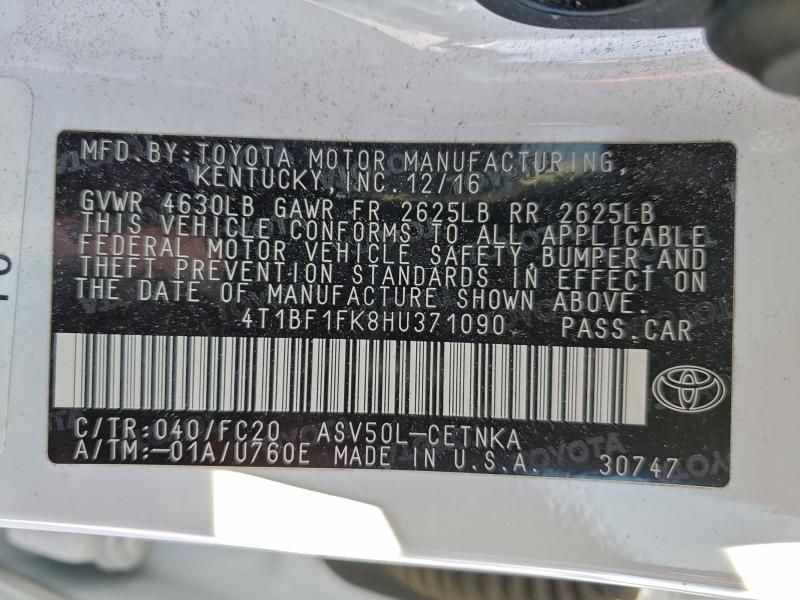 MFD.BY:TOYOTA MOTOR MANUFACTURING,
KENTUCKY,INC.12/16
GVWR 4630LB GAWR FR 2625LB RR 2625LB
THIS VEHICLE CONFORMS TO ALL APPLICABLE
FEDERAL MOTOR VEHICLE SAFETY BUMPER AND
THEFT PREVENTION STANDARDS IN EFFECT ON
THE DATE OF MANUFACTURE SHOWN ABOVE.
4T1BF1FK8HU371090 PASS.CAR
C/TR:040/FC20 ASV50L-CETNKA
A/TM:-01A/U760E MADE IN U.S.A. 30747